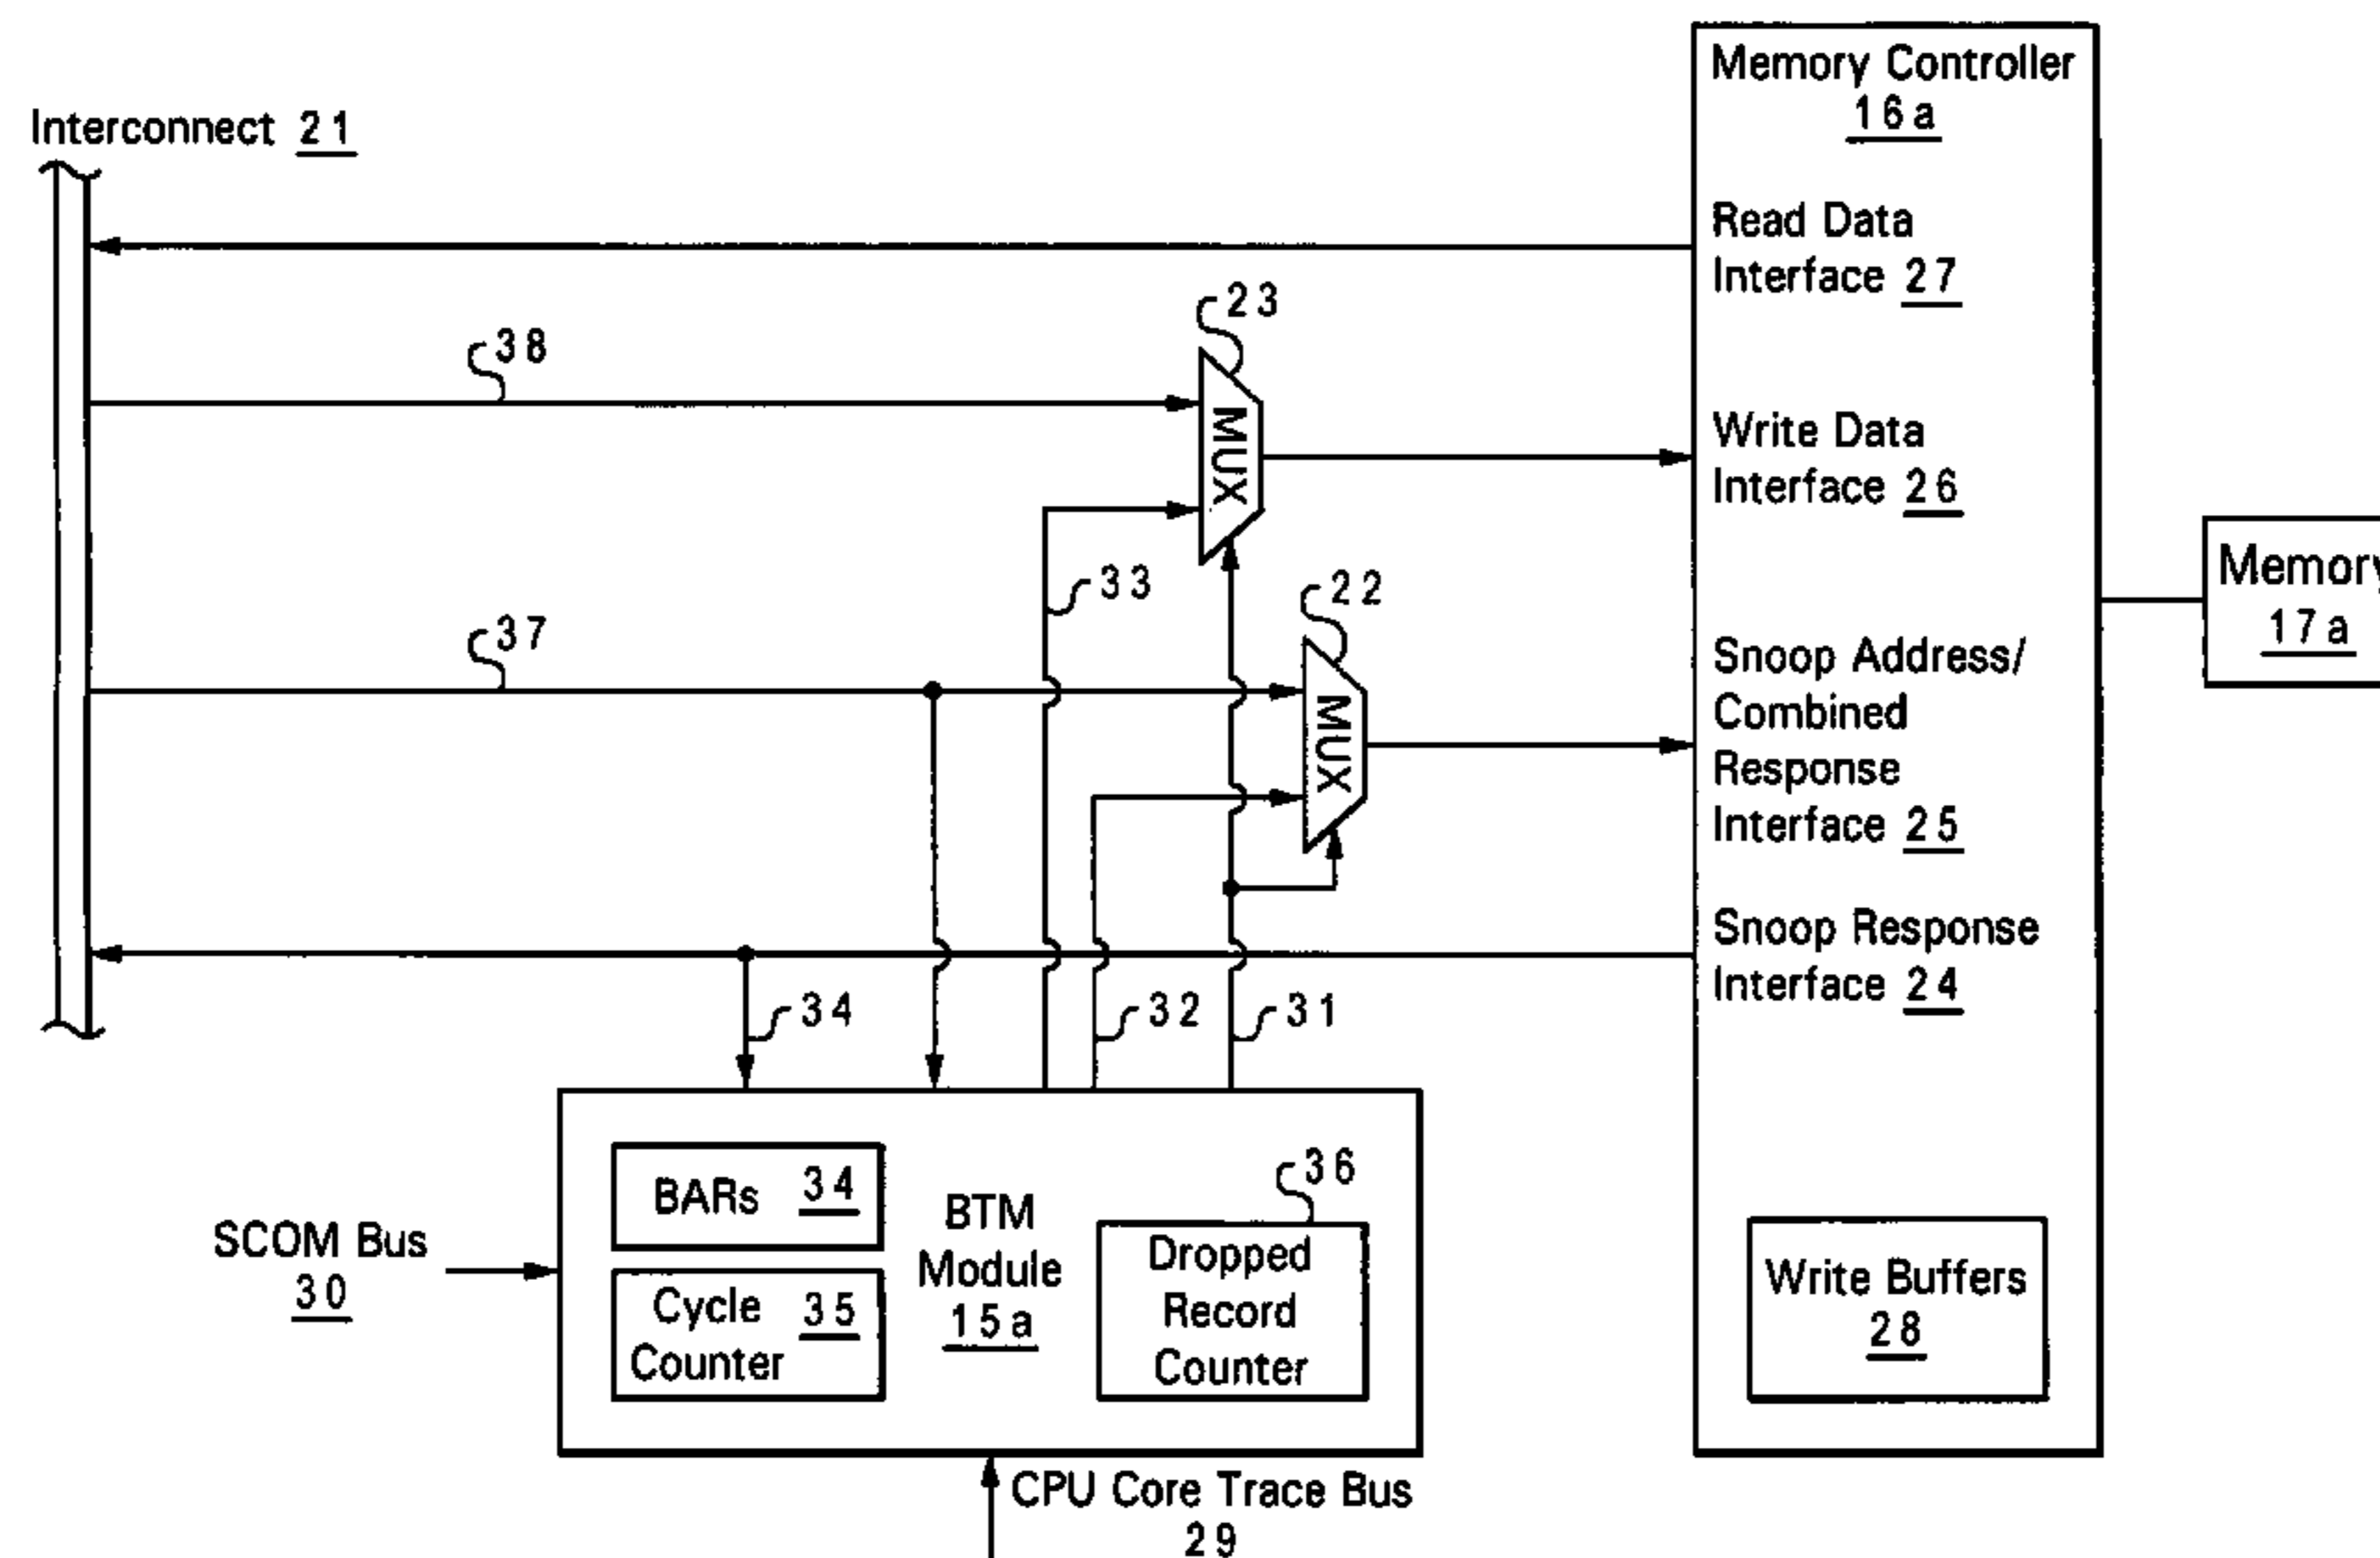 Memory Controller
16a
Interconnect 21
Read Data
Interface 27
23
38
MUX
Write Data
Interface 26
33
22
Memory
17a
37
MUX
Snoop Address/
Combined
Response
Interface 25
Snoop Response
Interface 24
34
32
31
BARs 34
BTM
Module
15a
36
Dropped
Record
Counter
SCOM Bus
30
Cycle 35
Counter
Write Buffers
28
CPU Core Trace Bus
29